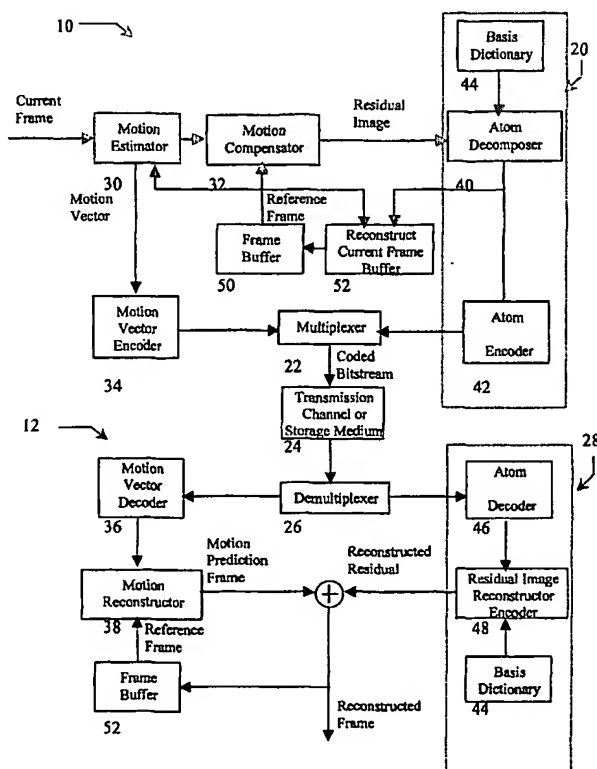 10
Basis
Dictionary
20
44
Current
Frame
Motion
Estimator
Motion
Compensator
Residual
Image
Atom
Decomposer
30
32
40
Motion
Vector
Reference
Frame
Frame
Buffer
Reconstruct
Current Frame
Buffer
50
52
Motion
Vector
Encoder
Multiplexer
Atom
Encoder
34
22
Coded
Bitstream
42
Transmission
Channel or
Storage Medium
24
12
28
Motion
Vector
Decoder
Demultiplexer
Atom
Decoder
36
26
46
Motion
Prediction
Frame
Reconstructed
Residual
Motion
Reconstructor
+
Residual Image
Reconstructor
Encoder
38
48
Reference
Frame
Frame
Buffer
Basis
Dictionary
44
52
Reconstructed
Frame